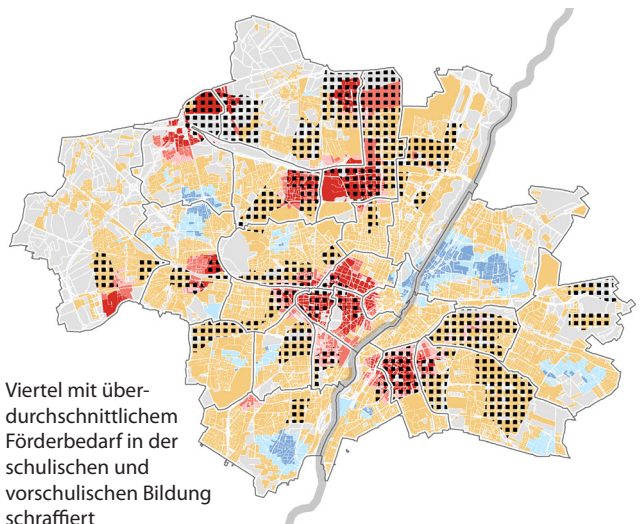 Viertel mit über-
durchschnittlichem
Förderbedarf in der
schulischen und
vorschulischen Bildung
schraffiert